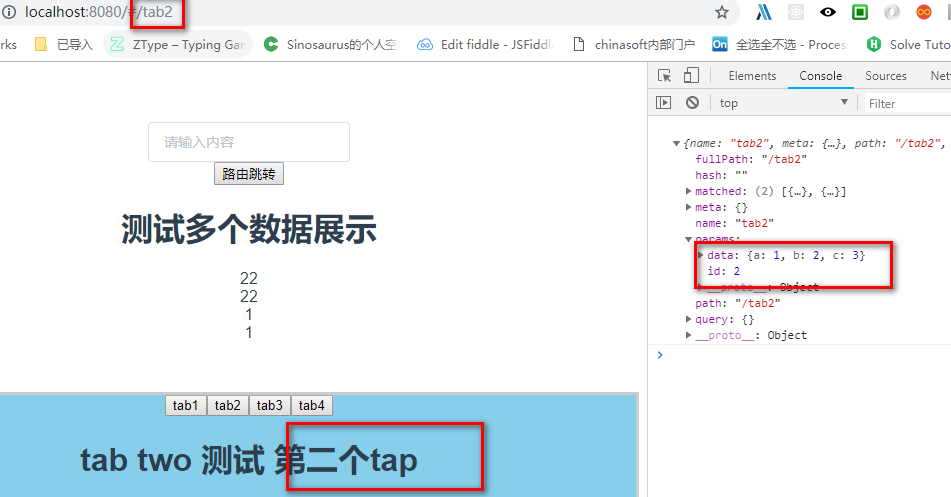 localhost:8080/#/tab2
rks 已导入 ZType – Typing Gam Sinosaurus的个人空 Edit fiddle - JSFiddl chinasoft内部门户 On 全选全不选 - Proces Solve Tuto
Elements Console Sources Net
top Filter
请输入内容
路由跳转
测试多个数据展示
22
22
1
1
tab1 tab2 tab3 tab4
tab two 测试 第二个tap
{name: "tab2", meta: {…}, path: "/tab2",
fullPath: "/tab2"
hash: ""
matched: (2) [{…}, {…}]
meta: {}
name: "tab2"
params:
data: {a: 1, b: 2, c: 3}
id: 2
__proto__: Object
path: "/tab2"
query: {}
__proto__: Object